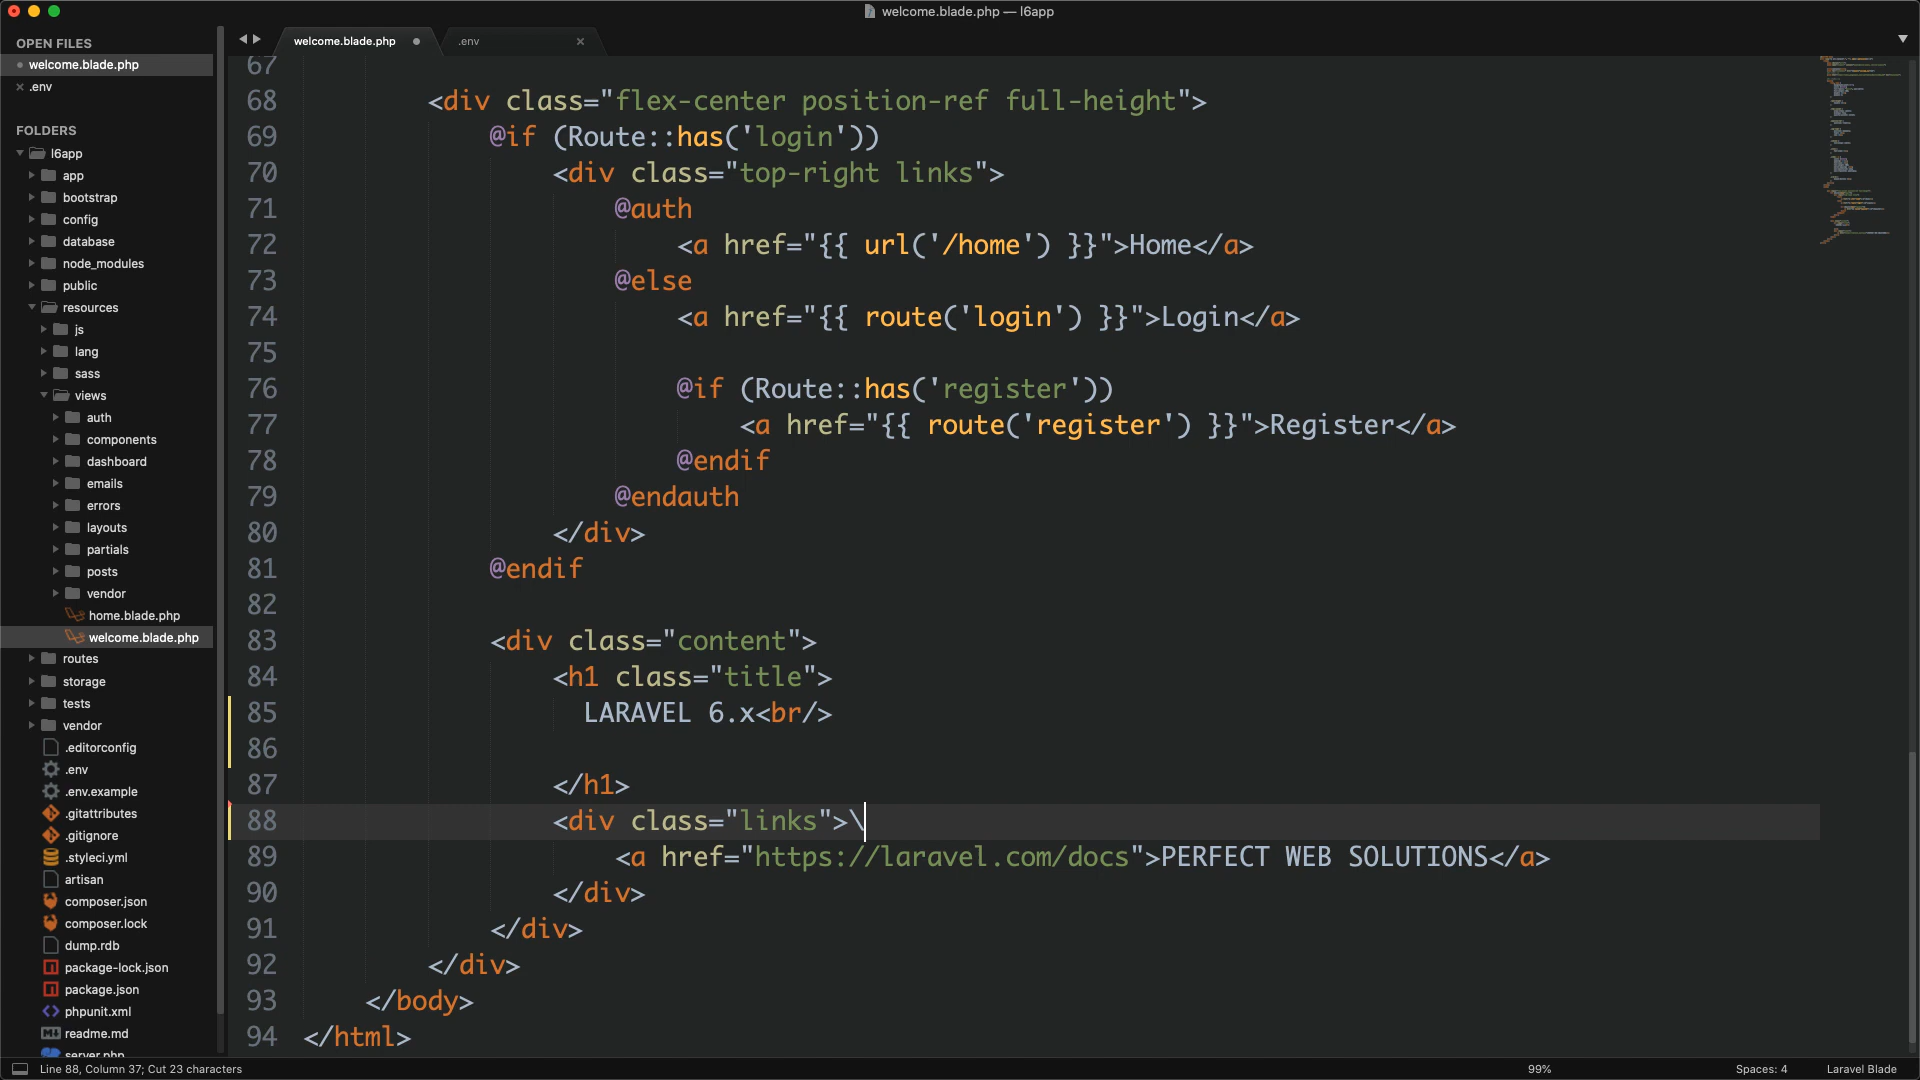 welcome.blade.php — l6app
OPEN FILES
welcome.blade.php
.env
FOLDERS
l6app
app
bootstrap
config
database
node_modules
public
resources
js
lang
sass
views
auth
components
dashboard
emails
errors
layouts
partials
posts
vendor
home.blade.php
welcome.blade.php
routes
storage
tests
vendor
.editorconfig
.env
.env.example
.gitattributes
.gitignore
.styleci.yml
artisan
composer.json
composer.lock
dump.rdb
package-lock.json
package.json
phpunit.xml
readme.md
server.php
welcome.blade.php
.env
67
68 <div class="flex-center position-ref full-height">
69 @if (Route::has('login'))
70 <div class="top-right links">
71 @auth
72 <a href="{{ url('/home') }}">Home</a>
73 @else
74 <a href="{{ route('login') }}">Login</a>
75
76 @if (Route::has('register'))
77 <a href="{{ route('register') }}">Register</a>
78 @endif
79 @endauth
80 </div>
81 @endif
82
83 <div class="content">
84 <h1 class="title">
85 LARAVEL 6.x<br/>
86
87 </h1>
88 <div class="links">\
89 <a href="https://laravel.com/docs">PERFECT WEB SOLUTIONS</a>
90 </div>
91 </div>
92 </div>
93 </body>
94 </html>
Line 88, Column 37; Cut 23 characters
99%
Spaces: 4
Laravel Blade